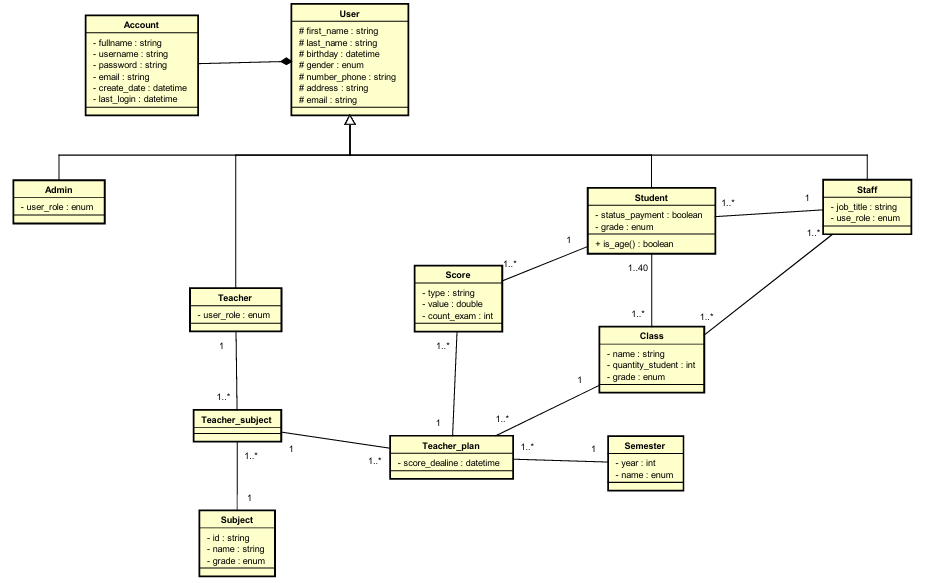 Account
- fullname : string
- username : string
- password : string
- email : string
- create_date : datetime
- last_login : datetime
User
# first_name : string
# last_name : string
# birthday : datetime
# gender : enum
# number_phone : string
# address : string
# email : string
Admin
- user_role : enum
Student
- status_payment : boolean
- grade : enum
+ is_age() : boolean
1..*
1
Staff
- job_title : string
- use_role : enum
1..*
1
1..*
1..40
Score
- type : string
- value : double
- count_exam : int
Teacher
- user_role : enum
1..*
1..*
Class
- name : string
- quantity_student : int
- grade : enum
1
1..*
1
1..*
1..*
1
Teacher_subject
1..*
1
1..*
Teacher_plan
- score_dealine : datetime
1..*
1
Semester
- year : int
- name : enum
1
Subject
- id : string
- name : string
- grade : enum